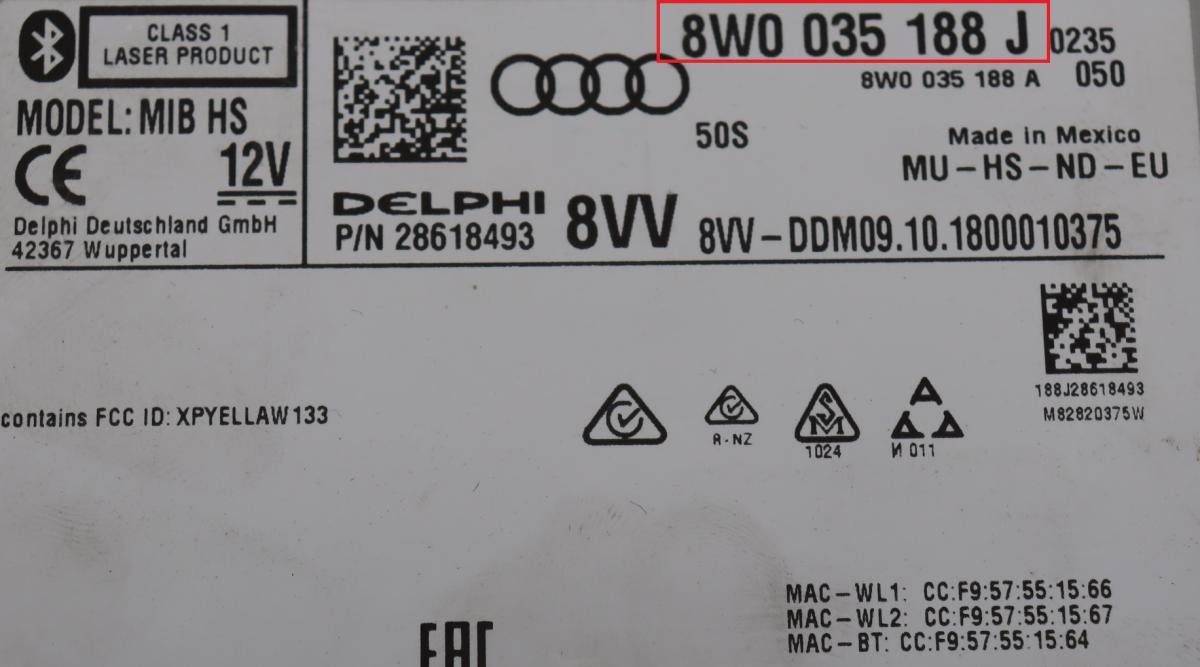 CLASS 1
LASER PRODUCT
MODEL: MIB HS
12V
Delphi Deutschland GmbH
42367 Wuppertal
8W0 035 188 J 0235
8W0 035 188 A 050
50S
Made in Mexico
MU-HS-ND-EU
DELPHI
P/N 28618493
8VV
8VV-DDM09.10.1800010375
188J28618493
M82820375W
contains FCC ID: XPYELLAW133
R-NZ
SM
1024
И 011
MAC-WL1: CC:F9:57:55:15:66
MAC-WL2: CC:F9:57:55:15:67
MAC-BT: CC:F9:57:55:15:64
EAC